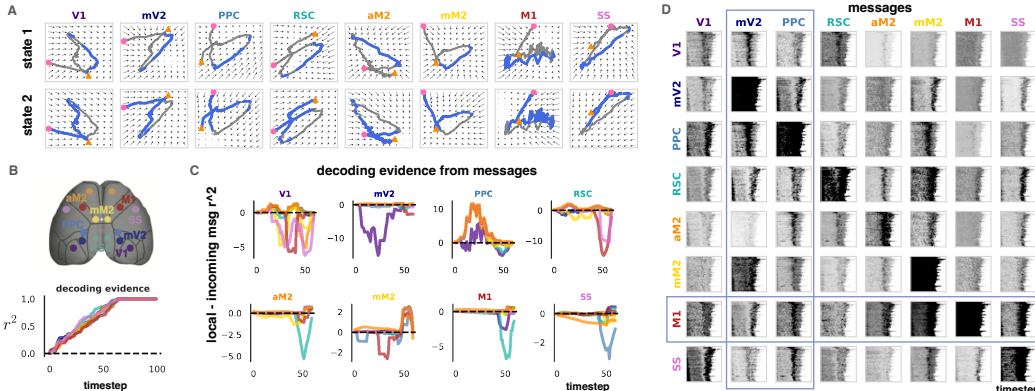 A
V1 mV2 PPC RSC aM2 mM2 M1 SS
state 1
state 2
B
aM2
mM2
M1
PPC
mV2
V1
decoding evidence
r²
1.0
0.5
0.0
0 50 100
timestep
C
decoding evidence from messages
local - incoming msg r^2
V1 mV2 PPC RSC
0
−5
0 50
0
−10
0 50
10
0
0 50
0
−10
0 50
aM2 mM2 M1 SS
0.0
−2.5
−5.0
0 50
2
0
−2
0 50
0
−5
0 50
0
−2
0 50
timestep
D
messages
V1 mV2 PPC RSC aM2 mM2 M1 SS
V1
mV2
PPC
RSC
aM2
mM2
M1
SS
timestep